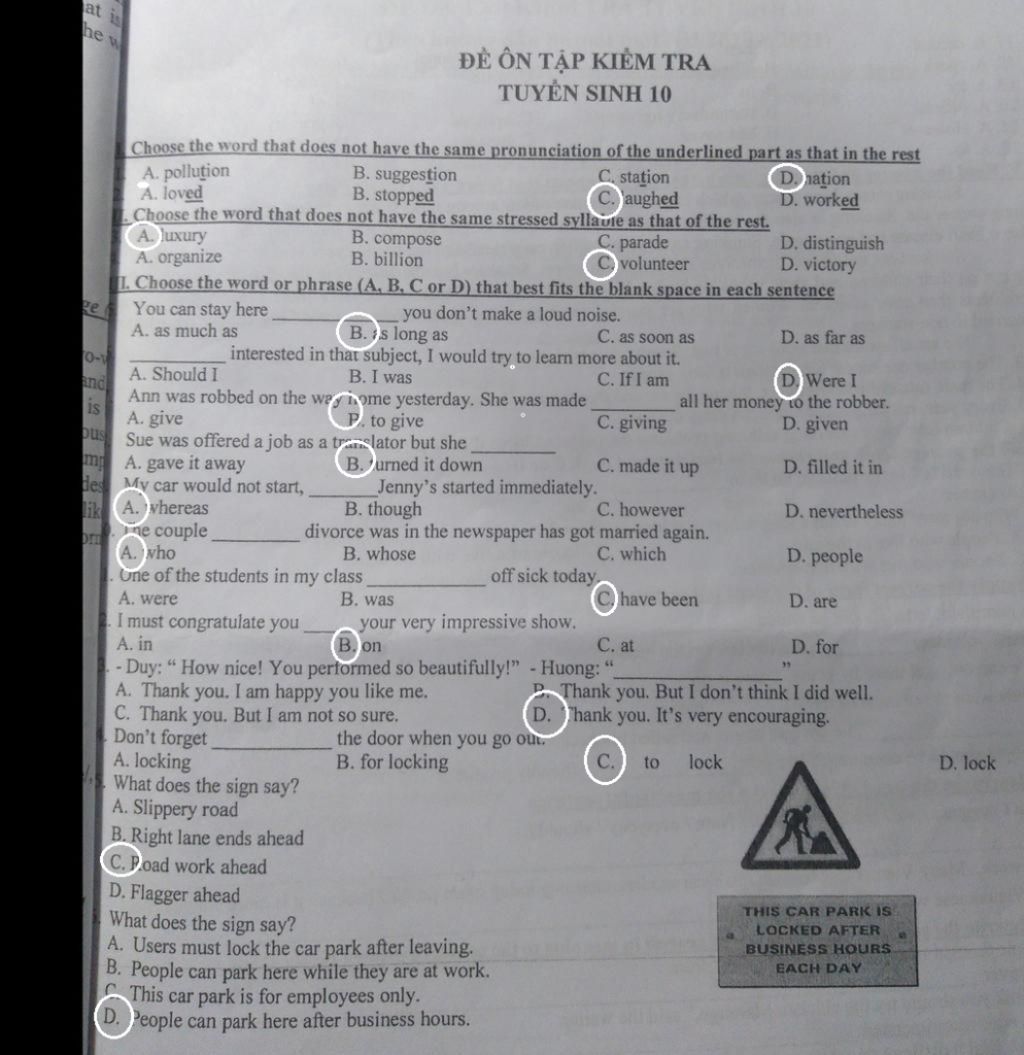 at is
he w
ĐỀ ÔN TẬP KIỂM TRA
TUYỂN SINH 10
. Choose the word that does not have the same pronunciation of the underlined part as that in the rest
A. pollution B. suggestion C. station D. nation
A. loved B. stopped C. laughed D. worked
. Choose the word that does not have the same stressed syllable as that of the rest.
A. luxury B. compose C. parade D. distinguish
A. organize B. billion C. volunteer D. victory
I. Choose the word or phrase (A, B, C or D) that best fits the blank space in each sentence
You can stay here ____________ you don't make a loud noise.
A. as much as B. as long as C. as soon as D. as far as
__________ interested in that subject, I would try to learn more about it.
A. Should I B. I was C. If I am D. Were I
Ann was robbed on the way home yesterday. She was made _________ all her money to the robber.
A. give B. to give C. giving D. given
Sue was offered a job as a translator but she _________
A. gave it away B. turned it down C. made it up D. filled it in
My car would not start, _______ Jenny's started immediately.
A. whereas B. though C. however D. nevertheless
. The couple _________ divorce was in the newspaper has got married again.
A. who B. whose C. which D. people
. One of the students in my class ____________ off sick today.
A. were B. was C. have been D. are
. I must congratulate you _____ your very impressive show.
A. in B. on C. at D. for
. - Duy: “ How nice! You performed so beautifully!” - Huong: “________________”
A. Thank you. I am happy you like me. B. Thank you. But I don't think I did well.
C. Thank you. But I am not so sure. D. Thank you. It's very encouraging.
. Don't forget ____________ the door when you go out.
A. locking B. for locking C. to lock D. lock
. What does the sign say?
A. Slippery road
B. Right lane ends ahead
C. Road work ahead
D. Flagger ahead
. What does the sign say?
A. Users must lock the car park after leaving.
B. People can park here while they are at work.
C. This car park is for employees only.
D. People can park here after business hours.
THIS CAR PARK IS
LOCKED AFTER
BUSINESS HOURS
EACH DAY